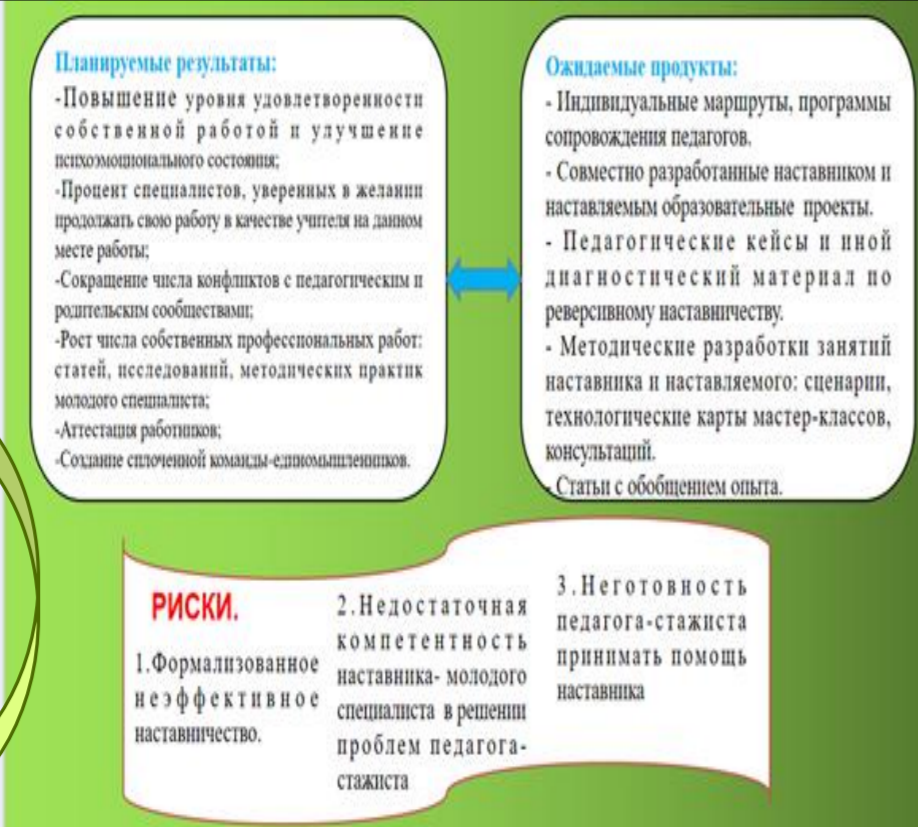 Планируемые результаты:
-Повышение уровня удовлетворенности
собственной работой и улучшение
психоэмоционального состояния;
-Процент специалистов, уверенных в желании
продолжать свою работу в качестве учителя на данном
месте работы;
-Сокращение числа конфликтов с педагогическим и
родительским сообществами;
-Рост числа собственных профессиональных работ:
статей, исследований, методических практик
молодого специалиста;
-Аттестация работников;
-Создание сплоченной команды-единомышленников.
Ожидаемые продукты:
- Индивидуальные маршруты, программы
сопровождения педагогов.
- Совместно разработанные наставником и
наставляемым образовательные проекты.
- Педагогические кейсы и иной
диагностический материал по
реверсивному наставничеству.
- Методические разработки занятий
наставника и наставляемого: сценарии,
технологические карты мастер-классов,
консультаций.
- Статьи с обобщением опыта.
РИСКИ.
1.Формализованное
неэффективное
наставничество.
2.Недостаточная
компетентность
наставника- молодого
специалиста в решении
проблем педагога-
стажиста
3.Неготовность
педагога-стажиста
принимать помощь
наставника